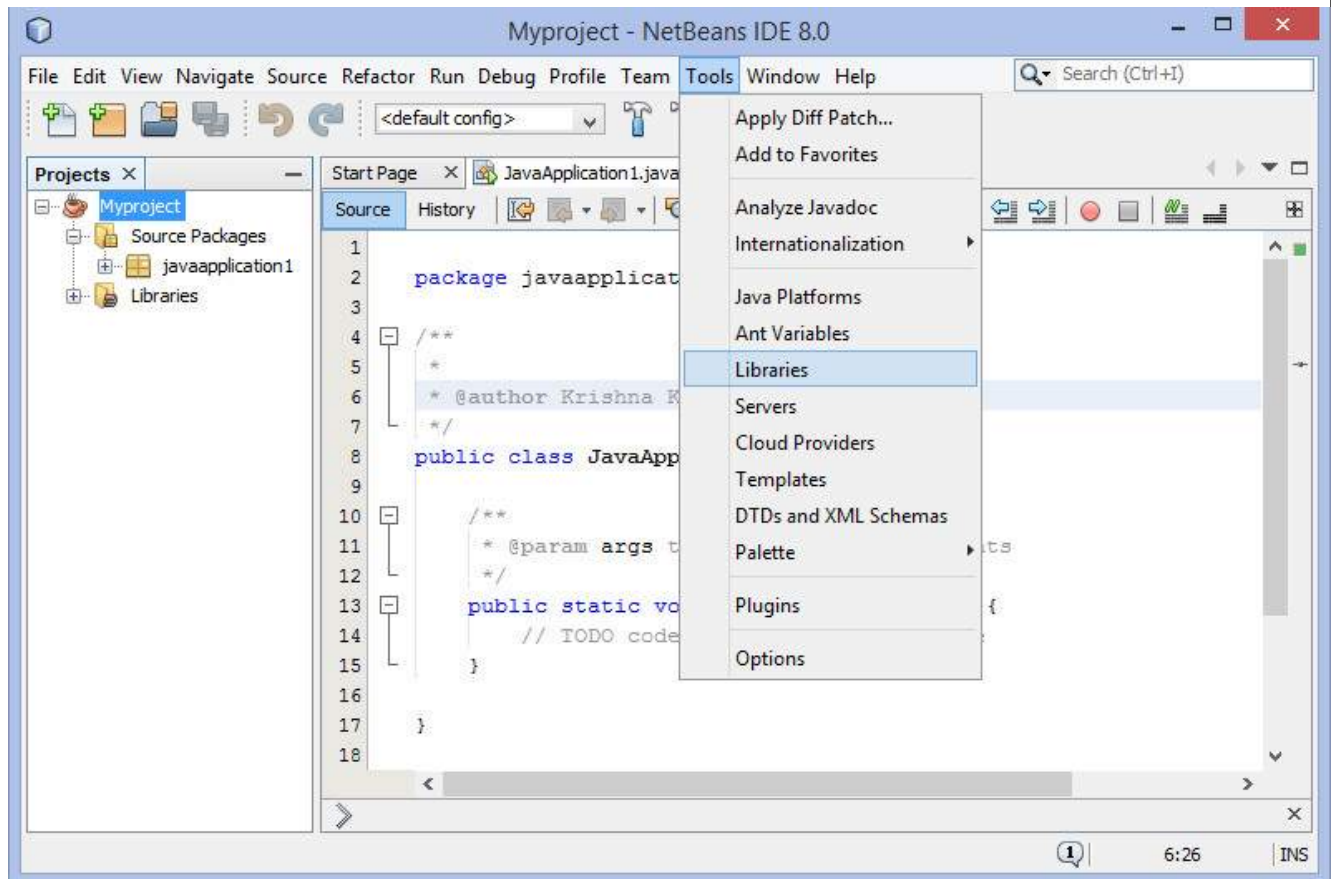 Myproject - NetBeans IDE 8.0
File Edit View Navigate Source Refactor Run Debug Profile Team Tools Window Help
Search (Ctrl+I)
<default config>
Apply Diff Patch...
Add to Favorites
Analyze Javadoc
Internationalization
Java Platforms
Ant Variables
Libraries
Servers
Cloud Providers
Templates
DTDs and XML Schemas
Palette
Plugins
Options
Projects
Myproject
Source Packages
javaapplication1
Libraries
Start Page JavaApplication1.java
Source History
1
2 package javaapplicat
3
4 /**
5 *
6 * @author Krishna K
7 */
8 public class JavaApp
9
10 /**
11 * @param args t ts
12 */
13 public static vo {
14 // TODO code
15 }
16
17 }
18
1 6:26 INS